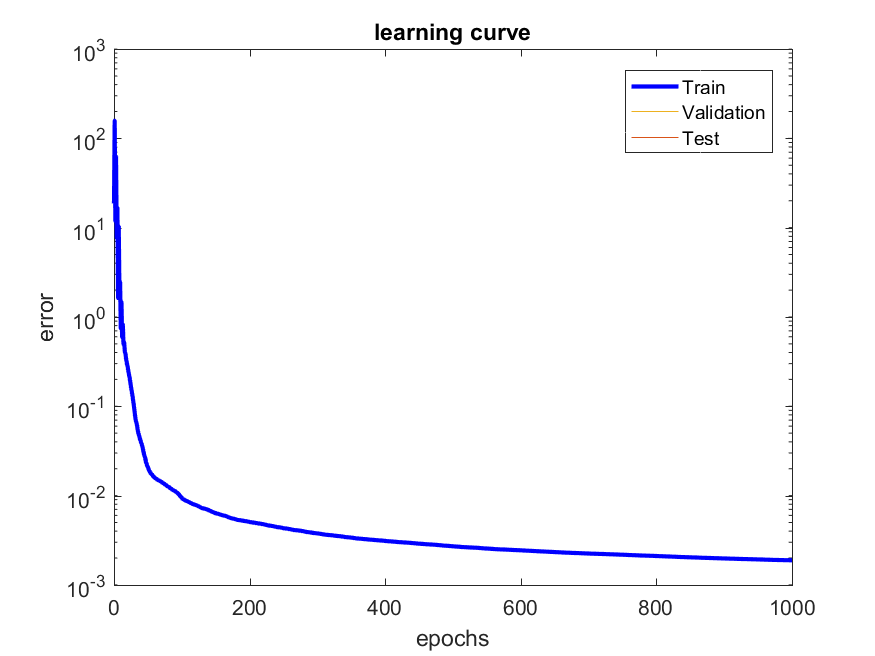 learning curve
10^3
10^2
10^1
10^0
10^-1
10^-2
10^-3
error
Train
Validation
Test
0 200 400 600 800 1000
epochs